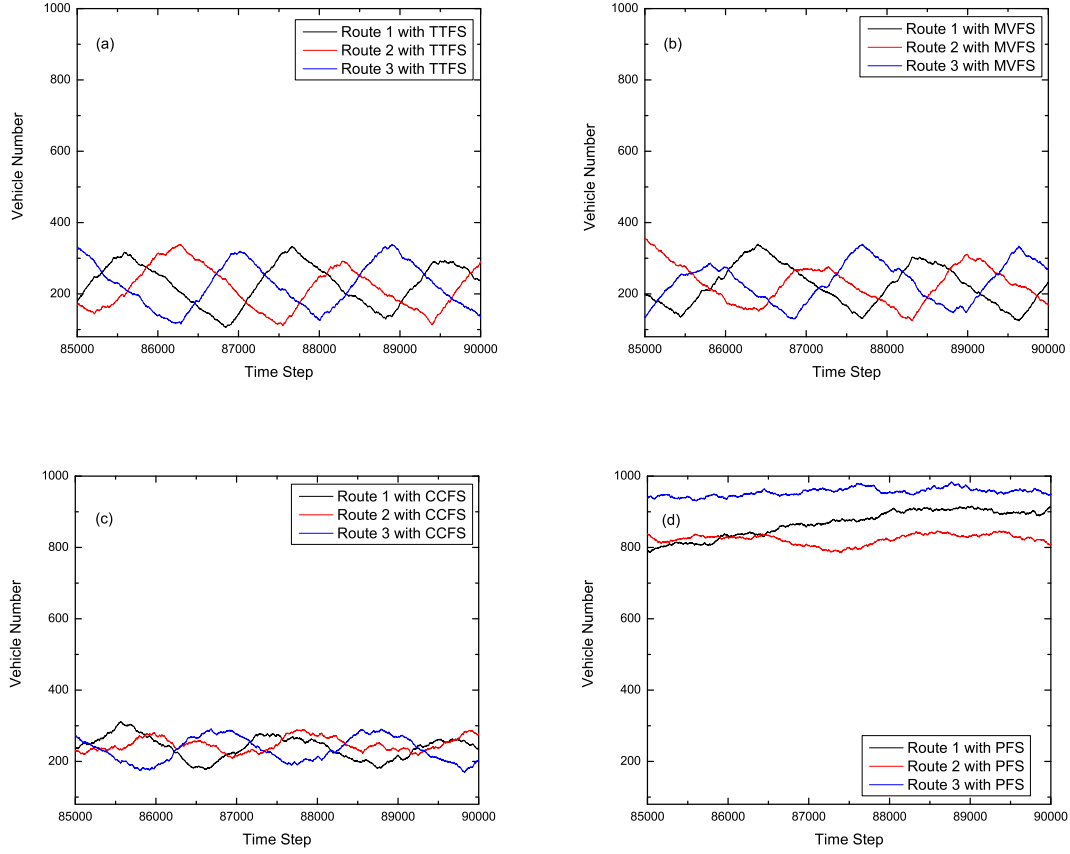 1000
800
600
400
200
Vehicle Number
(a)
Route 1 with TTFS
Route 2 with TTFS
Route 3 with TTFS
85000 86000 87000 88000 89000 90000
Time Step
1000
800
600
400
200
Vehicle Number
(b)
Route 1 with MVFS
Route 2 with MVFS
Route 3 with MVFS
85000 86000 87000 88000 89000 90000
Time Step
1000
800
600
400
200
Vehicle Number
(c)
Route 1 with CCFS
Route 2 with CCFS
Route 3 with CCFS
85000 86000 87000 88000 89000 90000
Time Step
1000
800
600
400
200
Vehicle Number
(d)
Route 1 with PFS
Route 2 with PFS
Route 3 with PFS
85000 86000 87000 88000 89000 90000
Time Step